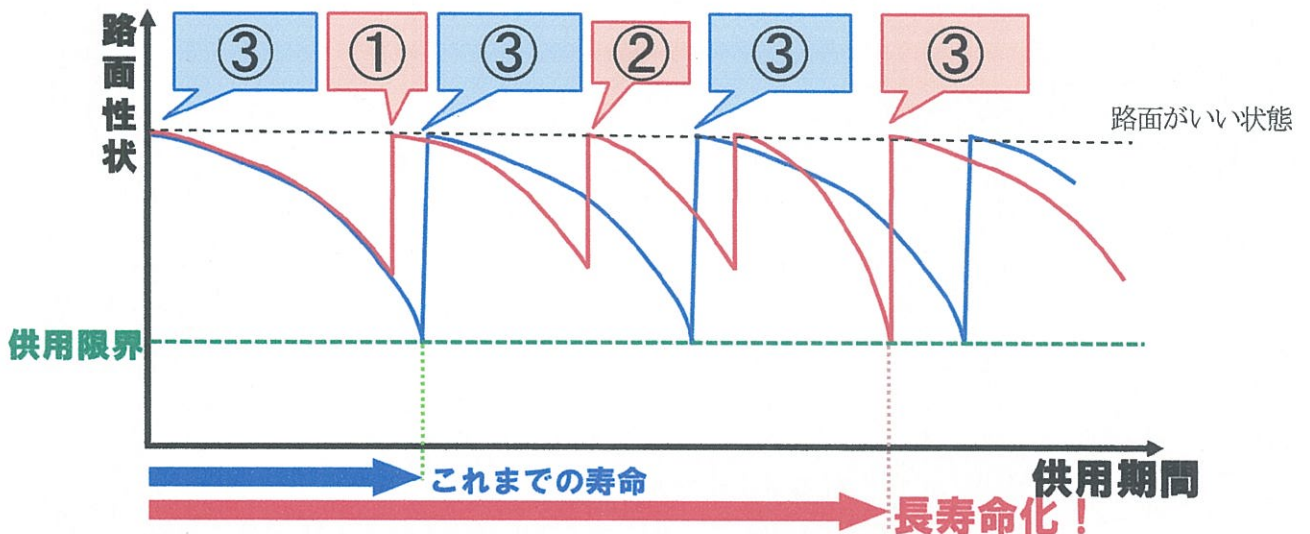 路面性状
③
①
③
②
③
③
路面がいい状態
供用限界
これまでの寿命
供用期間
長寿命化！